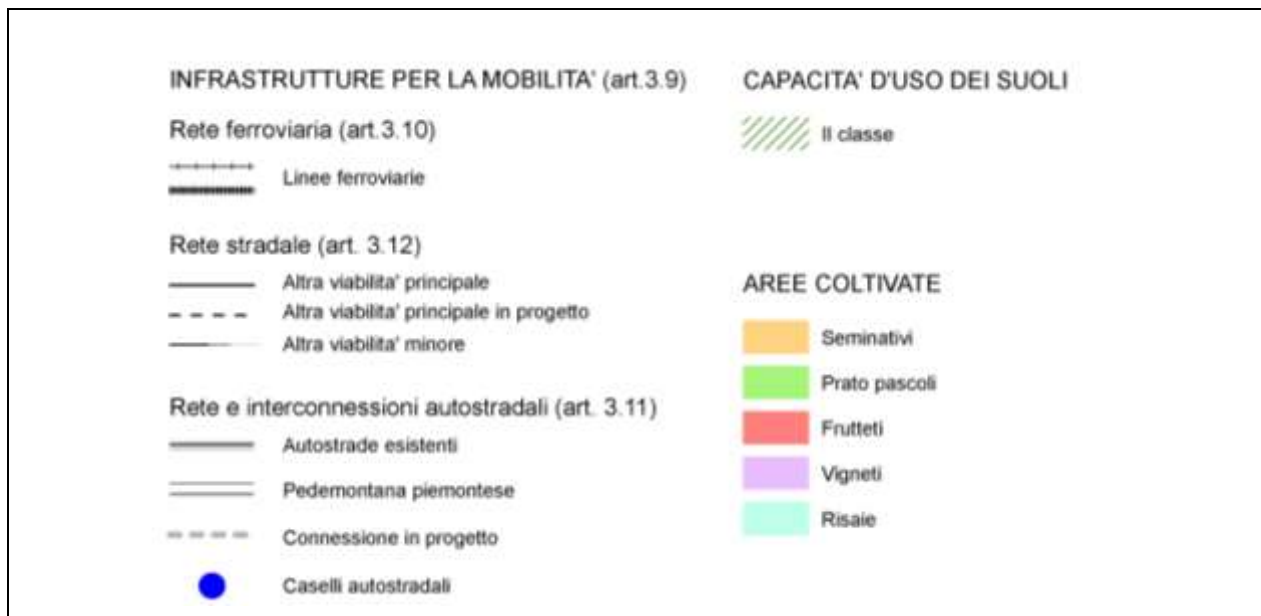 INFRASTRUTTURE PER LA MOBILITA' (art.3.9)
Rete ferroviaria (art.3.10)
Linee ferroviarie
Rete stradale (art. 3.12)
Altra viabilita' principale
Altra viabilita' principale in progetto
Altra viabilita' minore
Rete e interconnessioni autostradali (art. 3.11)
Autostrade esistenti
Pedemontana piemontese
Connessione in progetto
Caselli autostradali
CAPACITA' D'USO DEI SUOLI
II classe
AREE COLTIVATE
Seminativi
Prato pascoli
Frutteti
Vigneti
Risaie